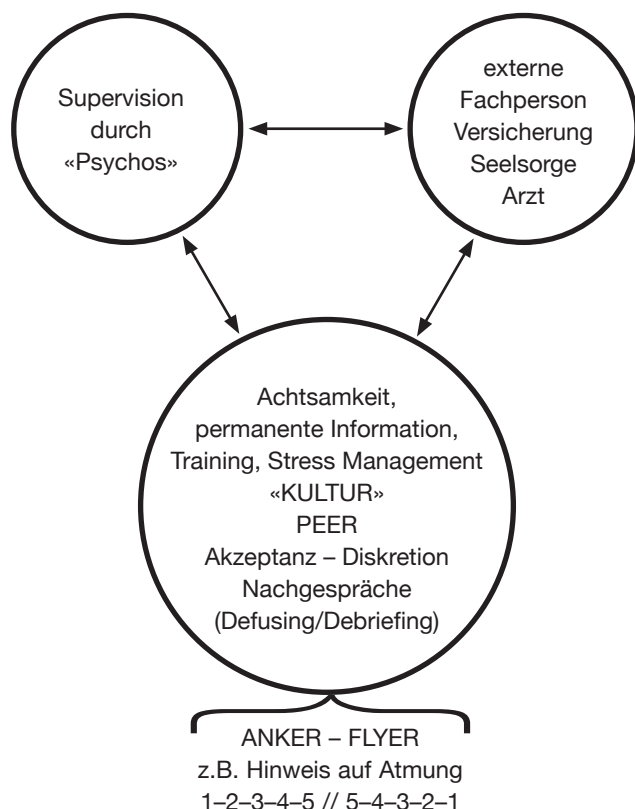 Supervision
durch
«Psychos»
externe
Fachperson
Versicherung
Seelsorge
Arzt
Achtsamkeit,
permanente Information,
Training, Stress Management
«KULTUR»
PEER
Akzeptanz – Diskretion
Nachgespräche
(Defusing/Debriefing)
ANKER – FLYER
z.B. Hinweis auf Atmung
1–2–3–4–5 // 5–4–3–2–1